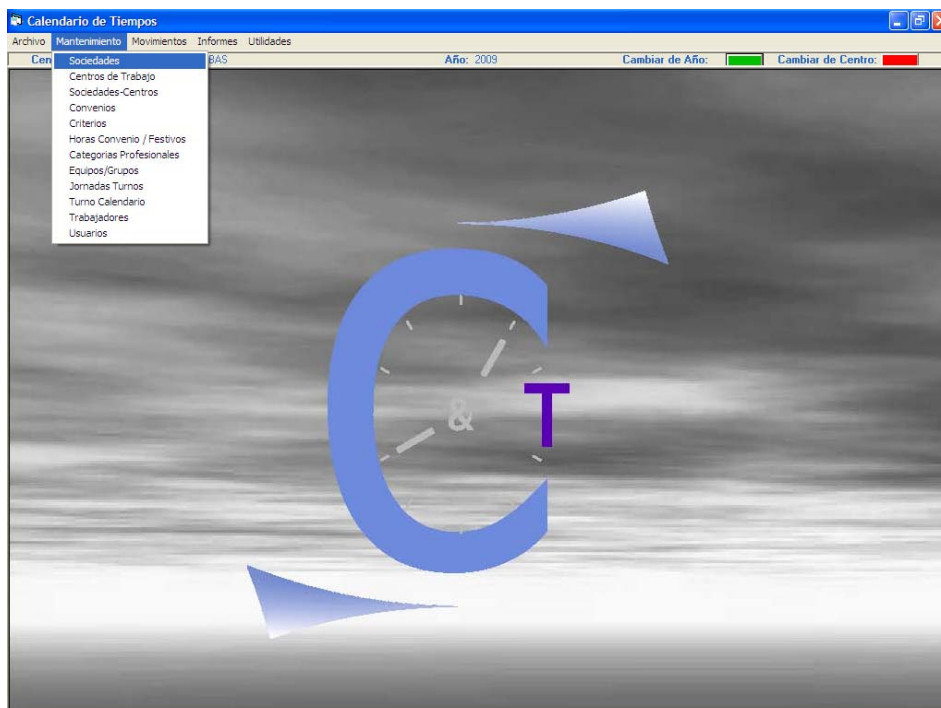 Calendario de Tiempos
Archivo Mantenimiento Movimientos Informes Utilidades
Cen BAS Año: 2009 Cambiar de Año: Cambiar de Centro:
Sociedades
Centros de Trabajo
Sociedades-Centros
Convenios
Criterios
Horas Convenio / Festivos
Categorias Profesionales
Equipos/Grupos
Jornadas Turnos
Turno Calendario
Trabajadores
Usuarios
C & T